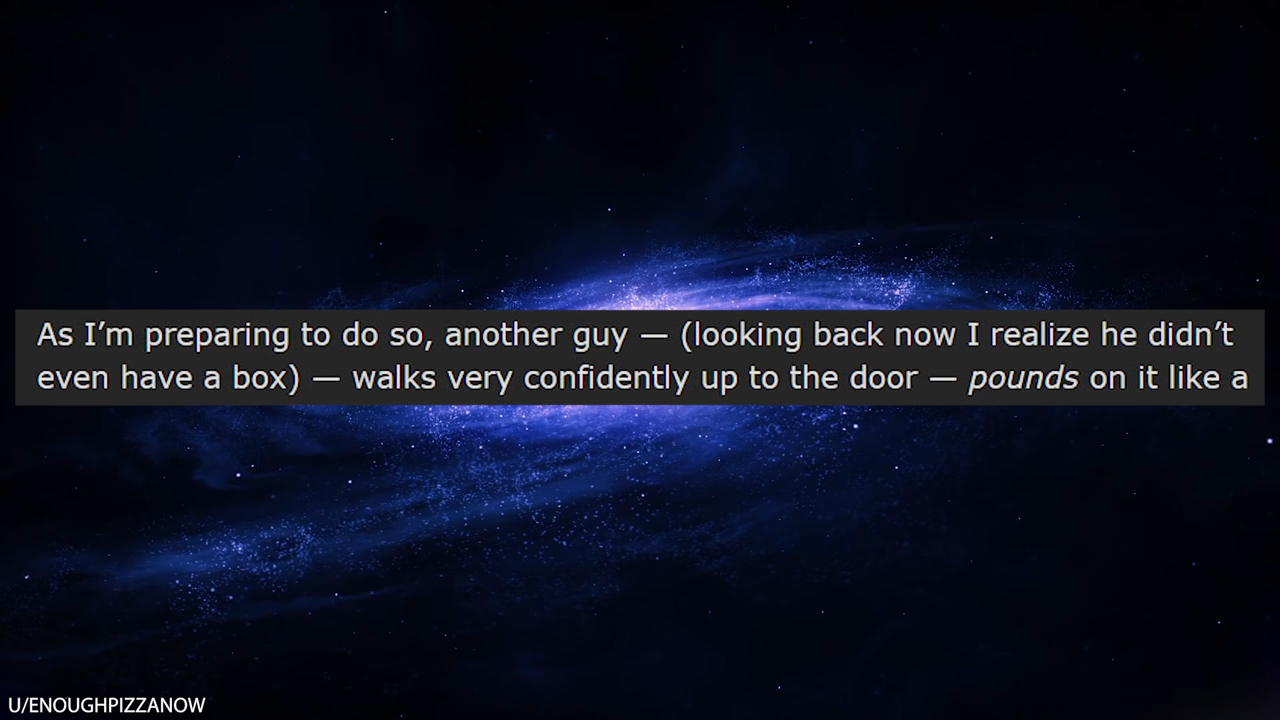 As I’m preparing to do so, another guy — (looking back now I realize he didn’t
even have a box) — walks very confidently up to the door — pounds on it like a
U/ENOUGHPIZZANOW